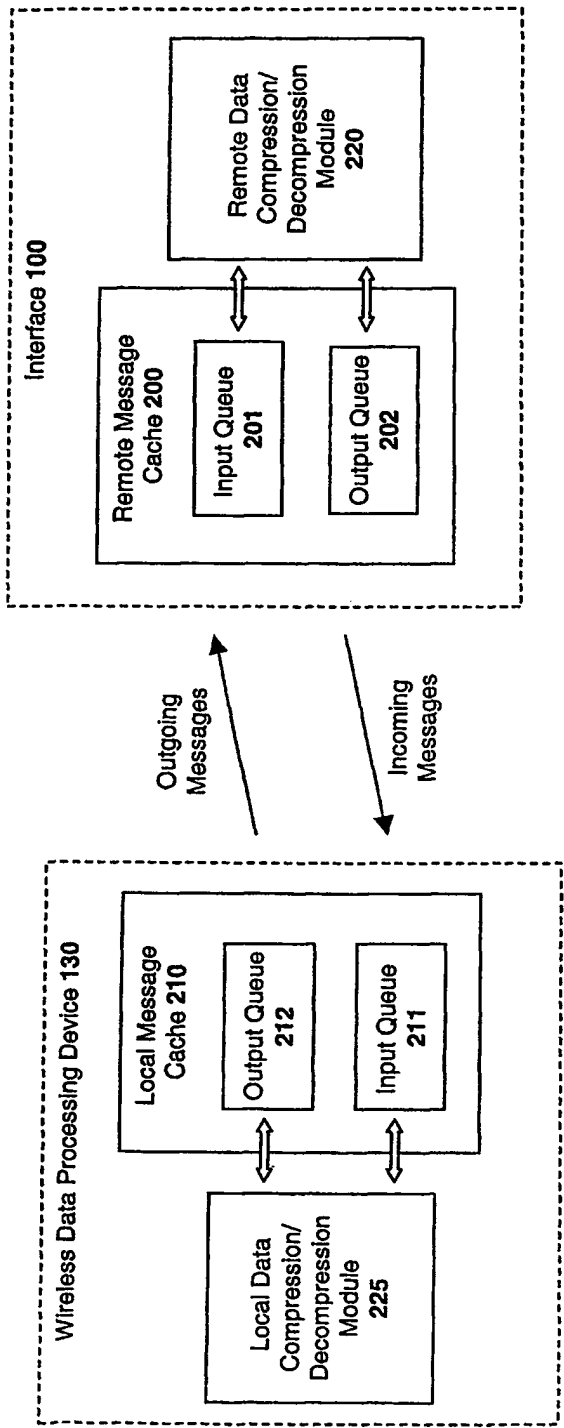 Wireless Data Processing Device 130
Local Data
Compression/
Decompression
Module
225
Local Message
Cache 210
Output Queue
212
Input Queue
211
Outgoing
Messages
Incoming
Messages
Interface 100
Remote Message
Cache 200
Input Queue
201
Output Queue
202
Remote Data
Compression/
Decompression
Module
220